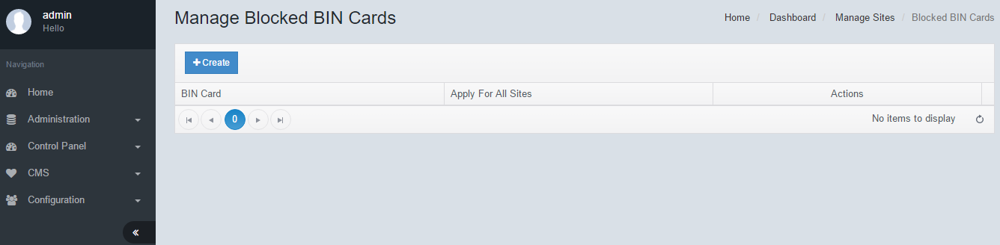 admin
Hello
Navigation
Home
Administration
Control Panel
CMS
Configuration
Manage Blocked BIN Cards
Home / Dashboard / Manage Sites / Blocked BIN Cards
Create
BIN Card Apply For All Sites Actions
0 No items to display